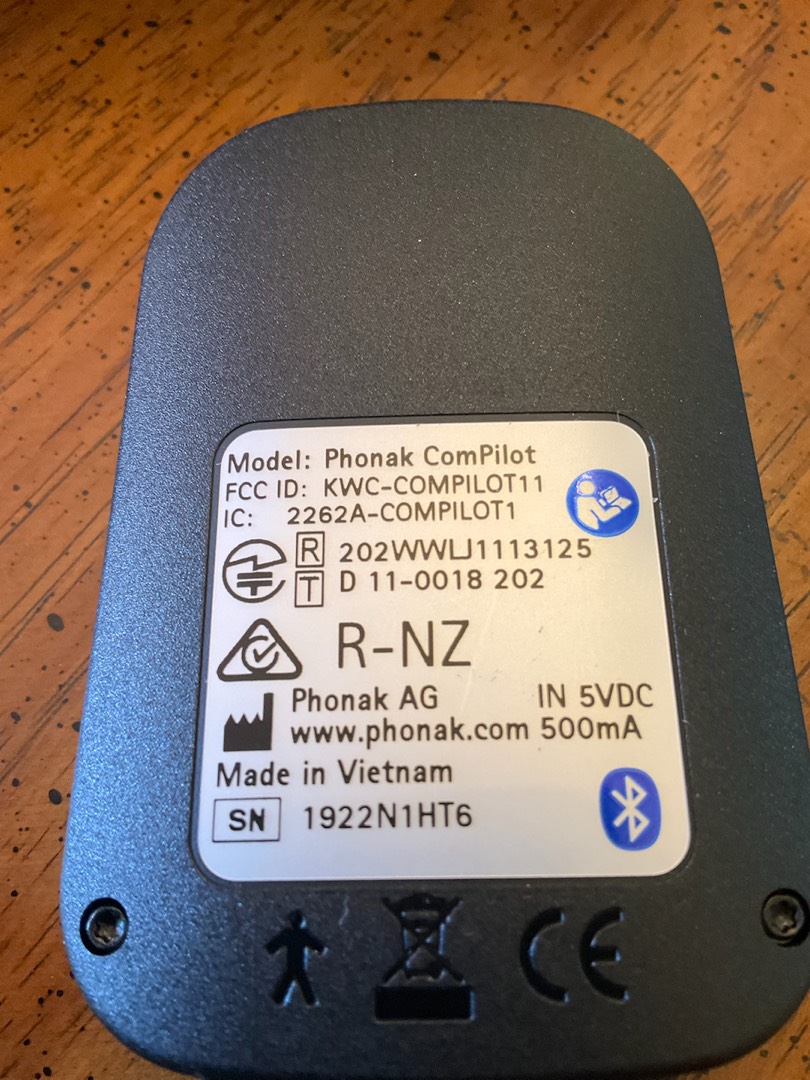 Model: Phonak ComPilot
FCC ID: KWC-COMPILOT11
IC: 2262A-COMPILOT1
R 202WWLJ1113125
T D 11-0018 202
R-NZ
Phonak AG IN 5VDC
www.phonak.com 500mA
Made in Vietnam
SN 1922N1HT6
CE